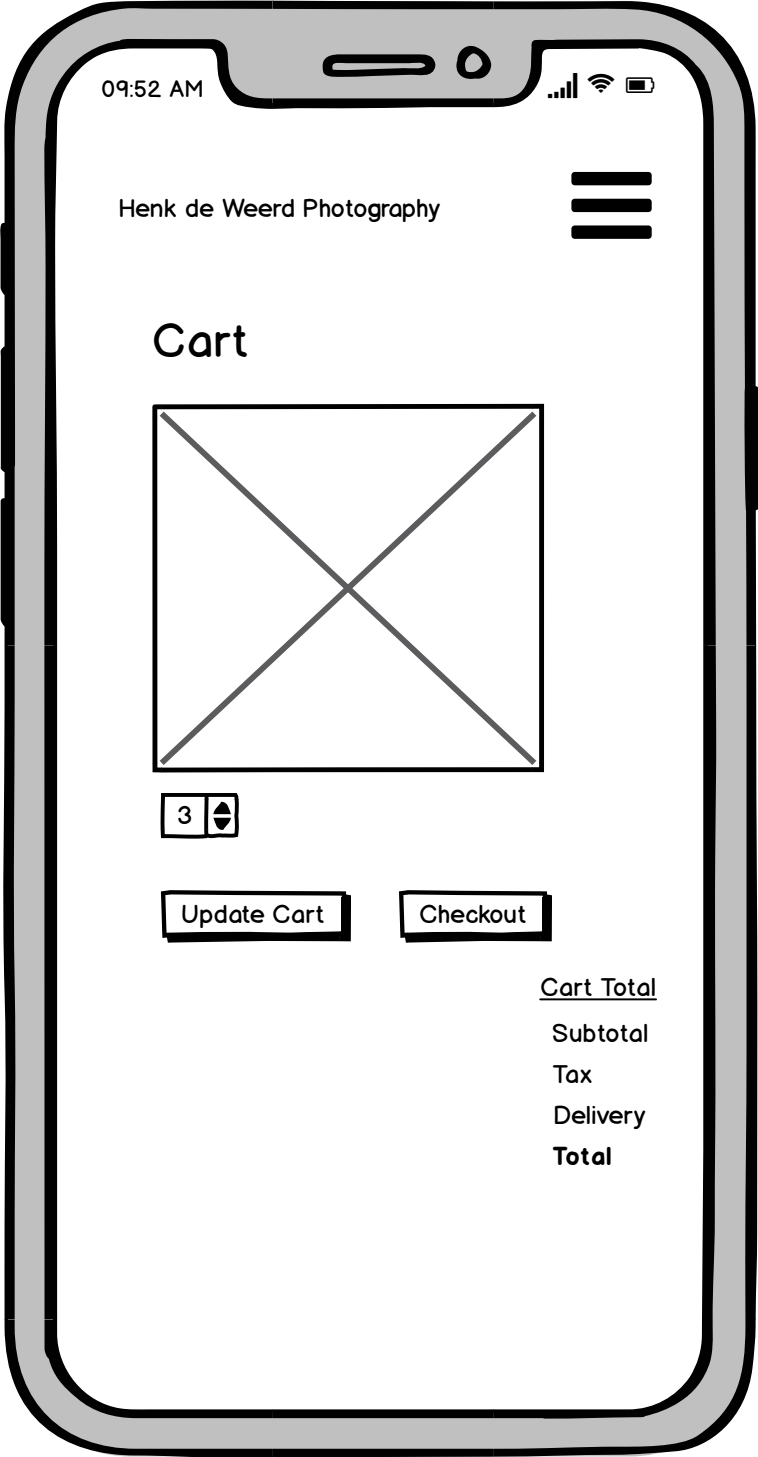 09:52 AM
Henk de Weerd Photography
Cart
3
Update Cart
Checkout
Cart Total
Subtotal
Tax
Delivery
Total